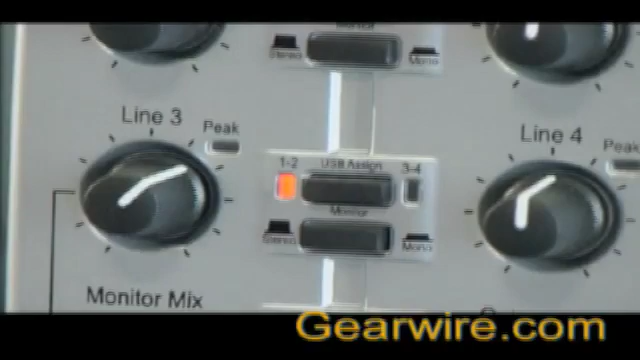 Monitor
Stereo Mono
Line 3
Peak
Line 4
Peak
1-2 USB Assign 3-4
Monitor
Stereo Mono
Monitor Mix
Gearwire.com